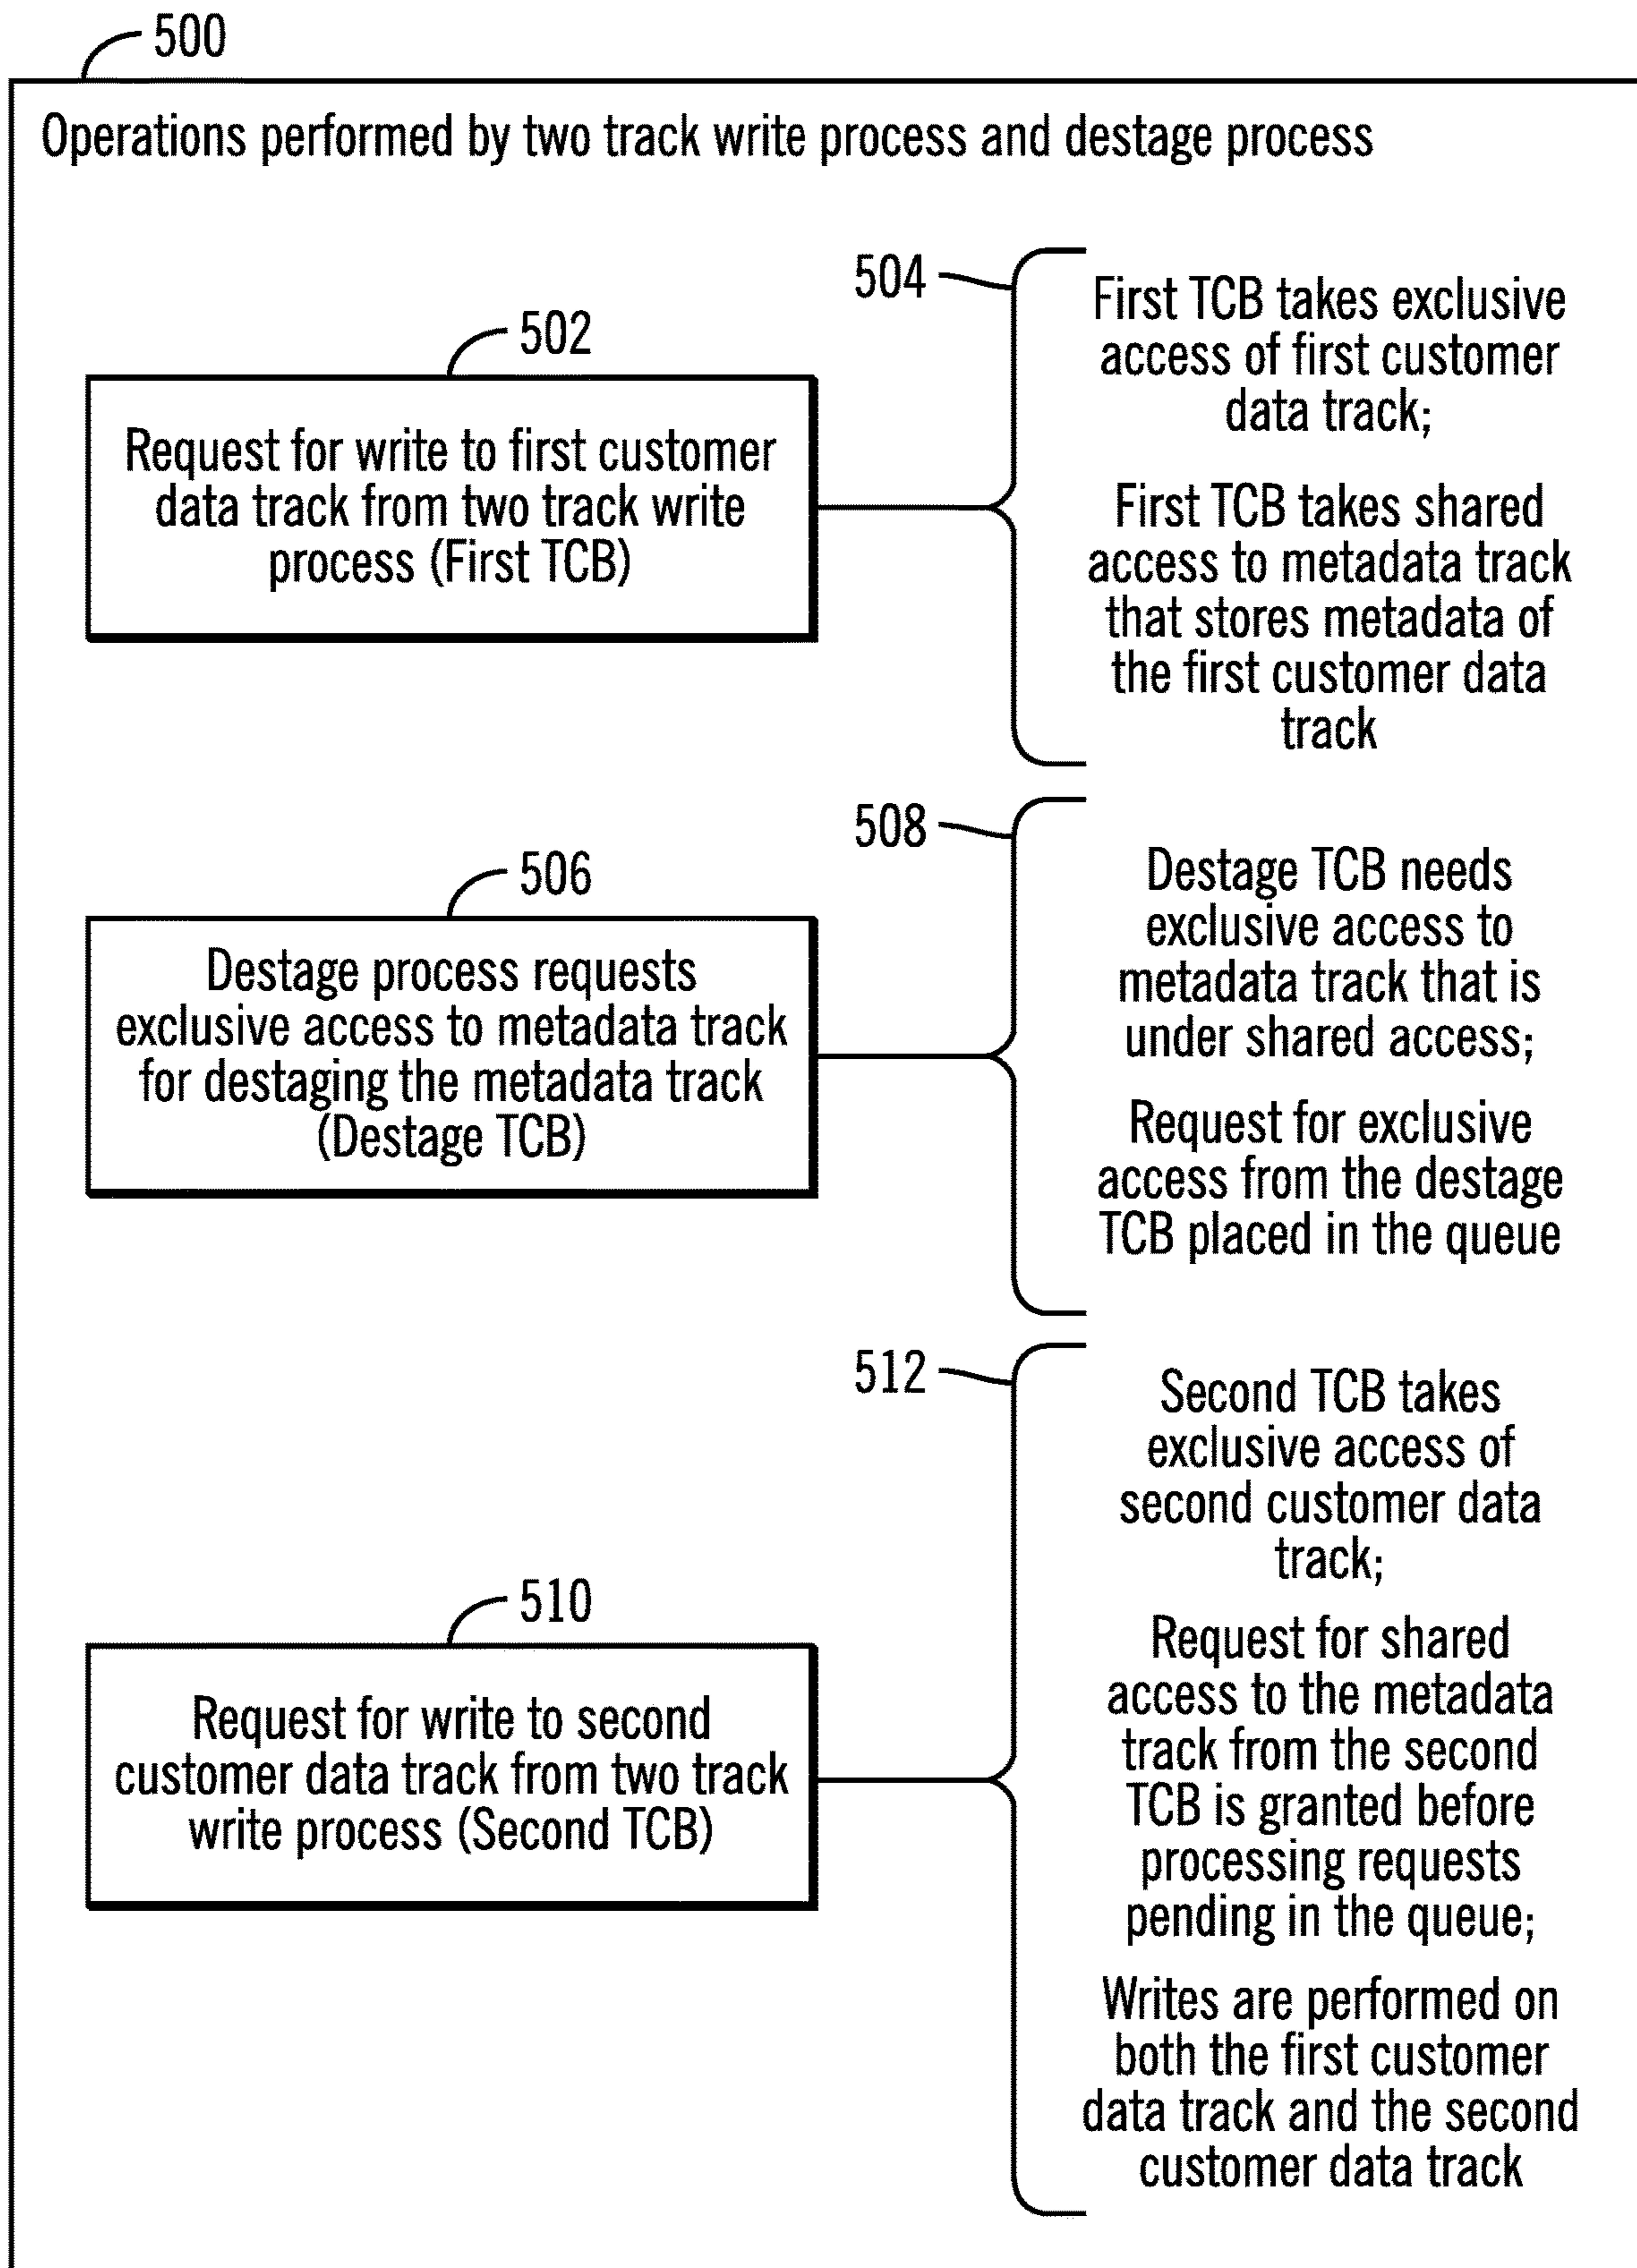 500
Operations performed by two track write process and destage process
502
Request for write to first customer
data track from two track write
process (First TCB)
504
First TCB takes exclusive
access of first customer
data track;
First TCB takes shared
access to metadata track
that stores metadata of
the first customer data
track
506
Destage process requests
exclusive access to metadata track
for destaging the metadata track
(Destage TCB)
508
Destage TCB needs
exclusive access to
metadata track that is
under shared access;
Request for exclusive
access from the destage
TCB placed in the queue
510
Request for write to second
customer data track from two track
write process (Second TCB)
512
Second TCB takes
exclusive access of
second customer data
track;
Request for shared
access to the metadata
track from the second
TCB is granted before
processing requests
pending in the queue;
Writes are performed on
both the first customer
data track and the second
customer data track